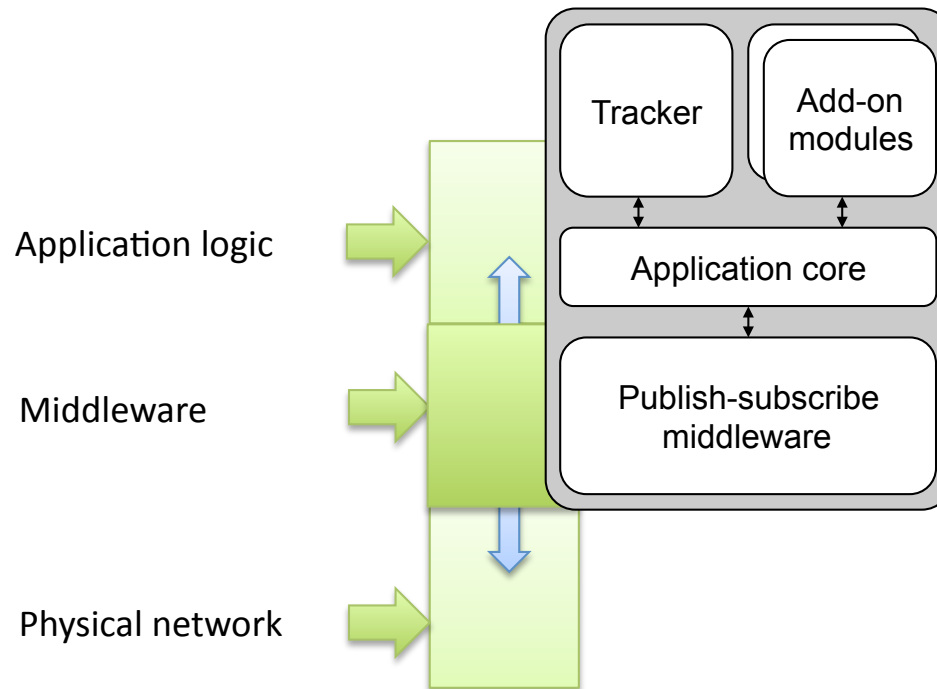 Tracker
Add-on
modules
Application logic
Application core
Middleware
Publish-subscribe
middleware
Physical network